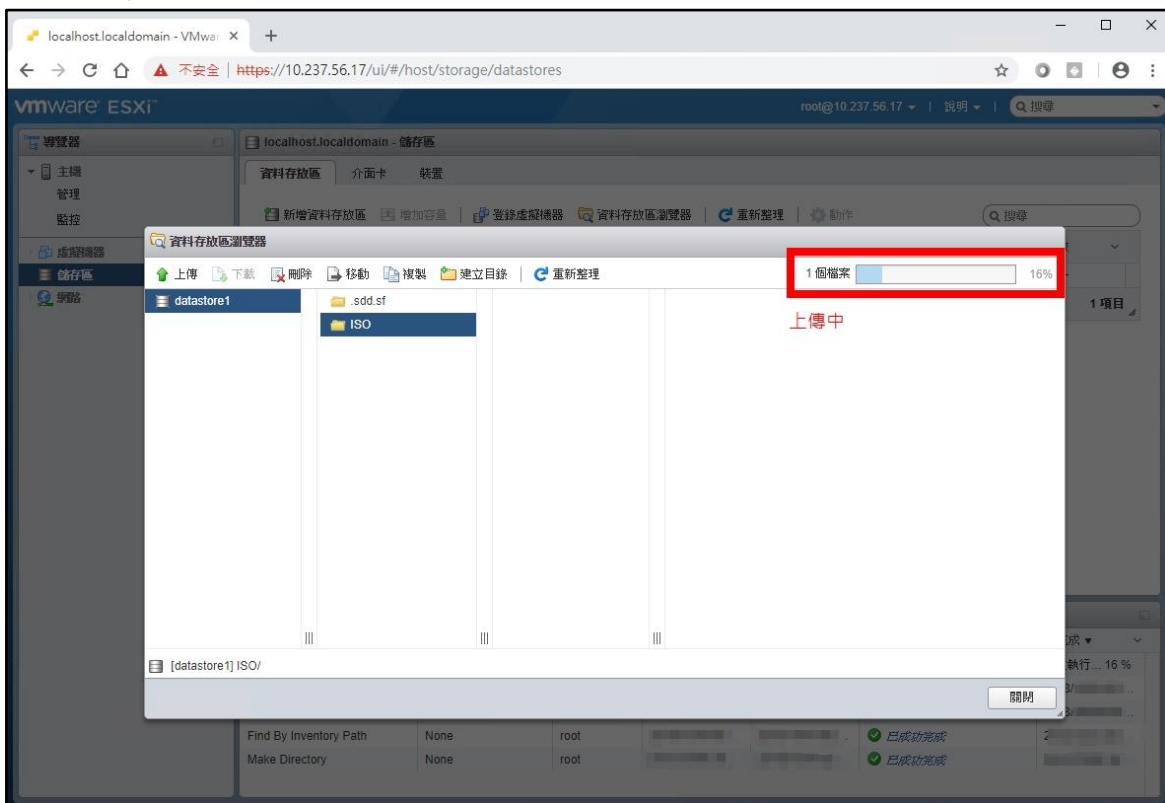 localhost.localdomain - VMwar
不安全 | https://10.237.56.17/ui/#/host/storage/datastores
vmware ESXi™
root@10.237.56.17 | 說明 | 搜尋
導覽器
localhost.localdomain - 儲存區
主機
資料存放區 介面卡 裝置
管理
監控
新增資料存放區 增加容量 | 登錄虛擬機器 資料存放區瀏覽器 | 重新整理 | 動作
搜尋
虛擬機器
儲存區
網路
資料存放區瀏覽器
上傳 下載 刪除 移動 複製 建立目錄 | 重新整理
1 個檔案 16%
datastore1
.sdd.sf
ISO
1 項目
上傳中
[datastore1] ISO/
執行... 16 %
關閉
Find By Inventory Path None root 已成功完成
Make Directory None root 已成功完成